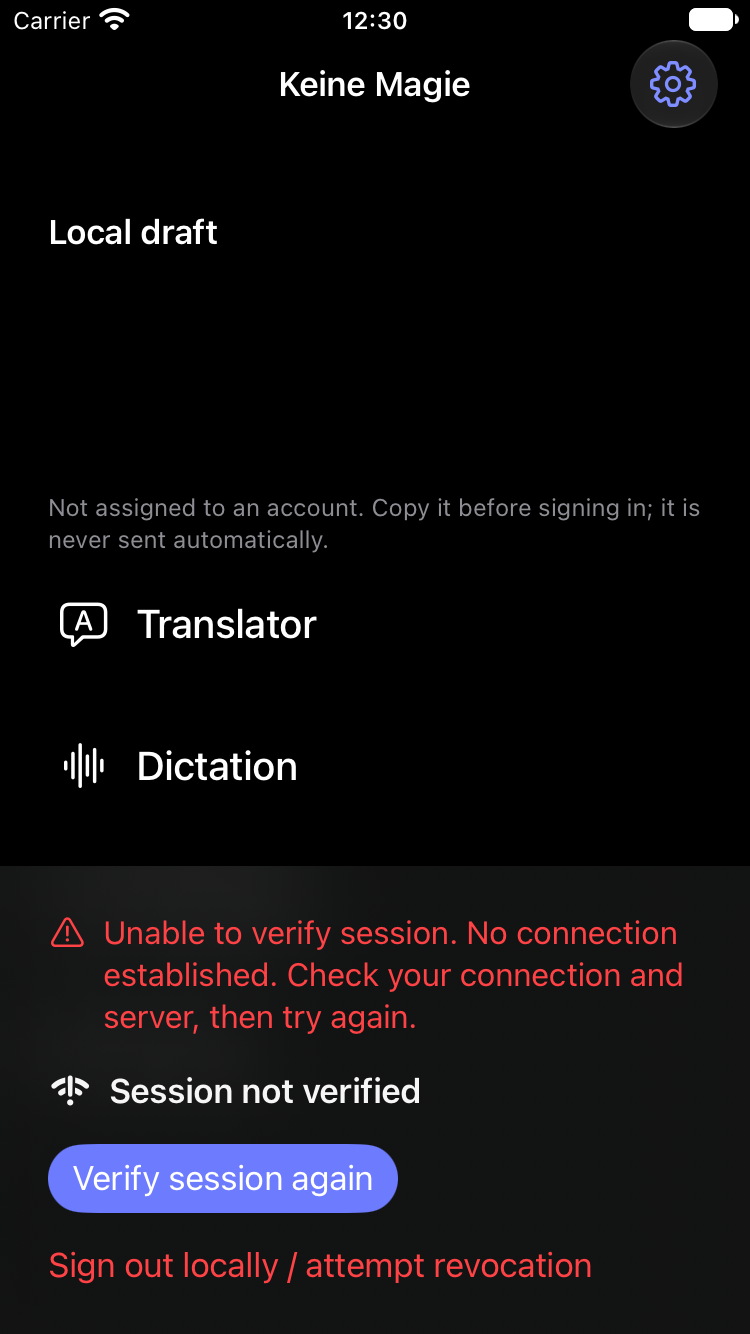 Carrier
12:30
Keine Magie
Local draft
Not assigned to an account. Copy it before signing in; it is
never sent automatically.
A
Translator
Dictation
Unable to verify session. No connection
established. Check your connection and
server, then try again.
Session not verified
Verify session again
Sign out locally / attempt revocation